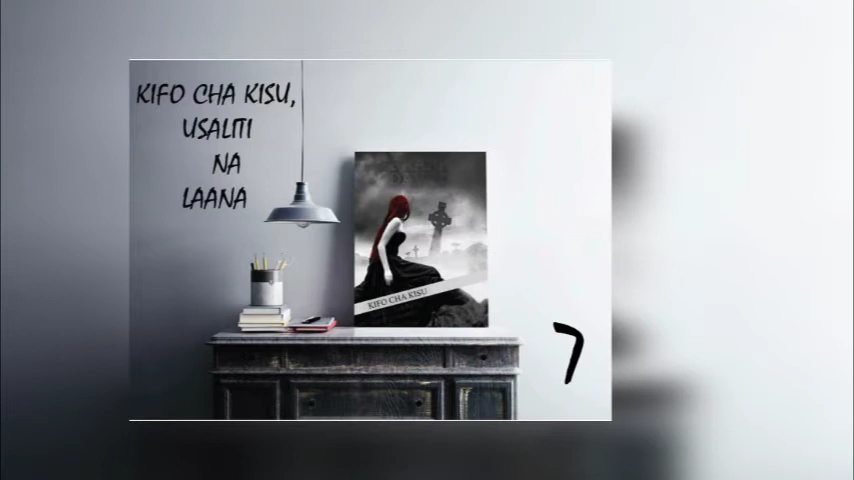 KIFO CHA KISU,
USALITI
NA
LAANA
KIFO CHA KISU
7